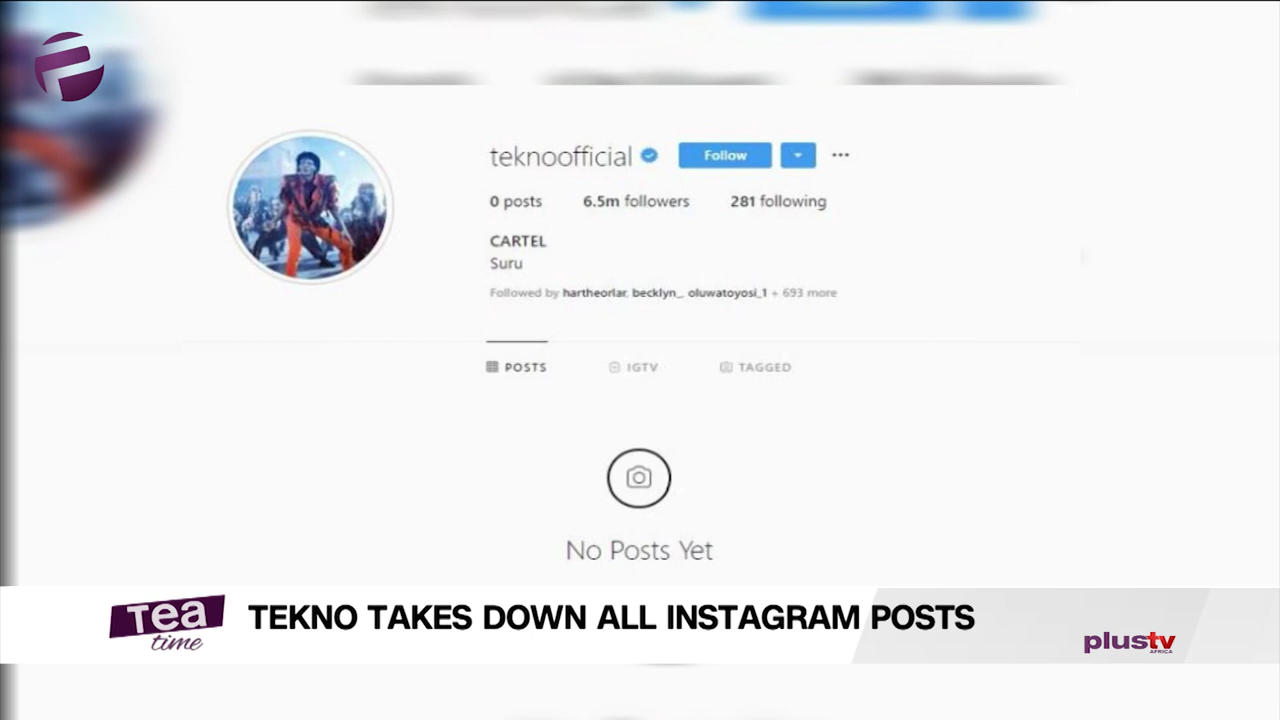 teknoofficial Follow
0 posts 6.5m followers 281 following
CARTEL
Suru
Followed by hartheorlar, becklyn_, oluwatoyosi_1 + 693 more
POSTS IGTV TAGGED
No Posts Yet
Tea
time
TEKNO TAKES DOWN ALL INSTAGRAM POSTS
plustv
AFRICA